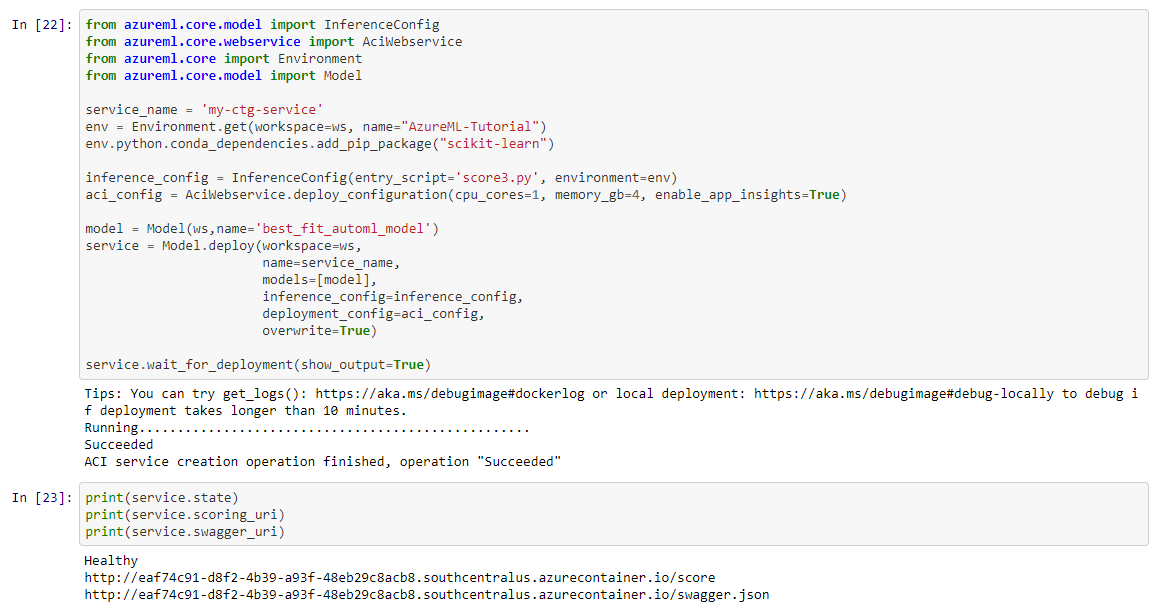 In [22]: from azureml.core.model import InferenceConfig
from azureml.core.webservice import AciWebservice
from azureml.core import Environment
from azureml.core.model import Model

service_name = 'my-ctg-service'
env = Environment.get(workspace=ws, name="AzureML-Tutorial")
env.python.conda_dependencies.add_pip_package("scikit-learn")

inference_config = InferenceConfig(entry_script='score3.py', environment=env)
aci_config = AciWebservice.deploy_configuration(cpu_cores=1, memory_gb=4, enable_app_insights=True)

model = Model(ws,name='best_fit_automl_model')
service = Model.deploy(workspace=ws,
                       name=service_name,
                       models=[model],
                       inference_config=inference_config,
                       deployment_config=aci_config,
                       overwrite=True)

service.wait_for_deployment(show_output=True)
Tips: You can try get_logs(): https://aka.ms/debugimage#dockerlog or local deployment: https://aka.ms/debugimage#debug-locally to debug i
f deployment takes longer than 10 minutes.
Running...................................................
Succeeded
ACI service creation operation finished, operation "Succeeded"
In [23]: print(service.state)
print(service.scoring_uri)
print(service.swagger_uri)
Healthy
http://eaf74c91-d8f2-4b39-a93f-48eb29c8acb8.southcentralus.azurecontainer.io/score
http://eaf74c91-d8f2-4b39-a93f-48eb29c8acb8.southcentralus.azurecontainer.io/swagger.json